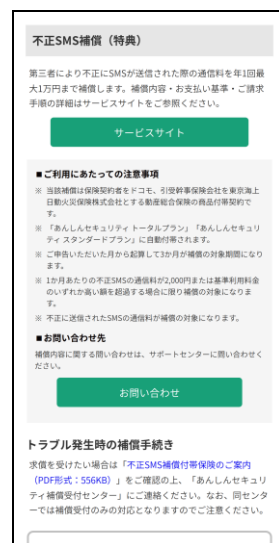 不正SMS補償（特典）
第三者により不正にSMSが送信された際の通信料を年1回最
大1万円まで補償します。補償内容・お支払い基準・ご請求
手順の詳細はサービスサイトをご参照ください。
サービスサイト
■ご利用にあたっての注意事項
※ 当該補償は保険契約者をドコモ、引受幹事保険会社を東京海上
日動火災保険株式会社とする動産総合保険の商品付帯契約で
す。
※ 「あんしんセキュリティ トータルプラン」「あんしんセキュリ
ティ スタンダードプラン」に自動付帯されます。
※ ご申告いただいた月から起算して3か月が補償の対象期間になり
ます。
※ 1か月あたりの不正SMSの通信料が2,000円または基準利用料金
のいずれか高い額を超過する場合に限り補償の対象になりま
す。
※ 不正に送信されたSMSの通信料が補償の対象になります。
■お問い合わせ先
補償内容に関する問い合わせは、サポートセンターに問い合わせく
ださい。
お問い合わせ
トラブル発生時の補償手続き
求償を受けたい場合は「不正SMS補償付帯保険のご案内
（PDF形式：556KB）」をご確認の上、「あんしんセキュリ
ティ補償受付センター」にご連絡ください。なお、同センタ
ーでは補償受付のみの対応となりますのでご注意ください。